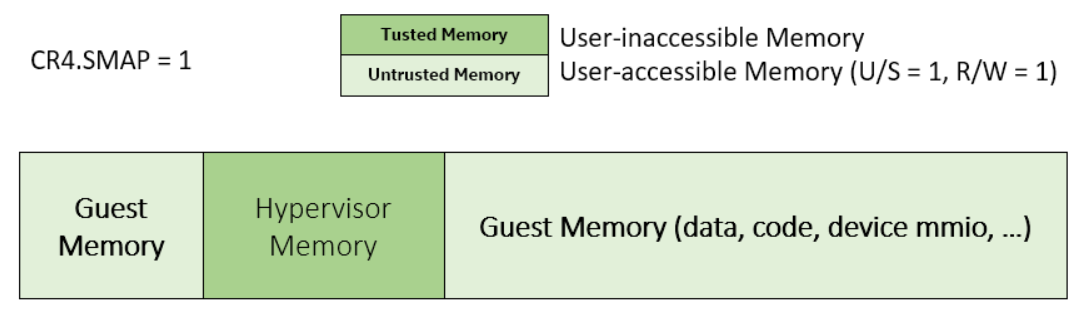 CR4.SMAP = 1
Tusted Memory
User-inaccessible Memory
Untrusted Memory
User-accessible Memory (U/S = 1, R/W = 1)
Guest
Memory
Hypervisor
Memory
Guest Memory (data, code, device mmio, ...)